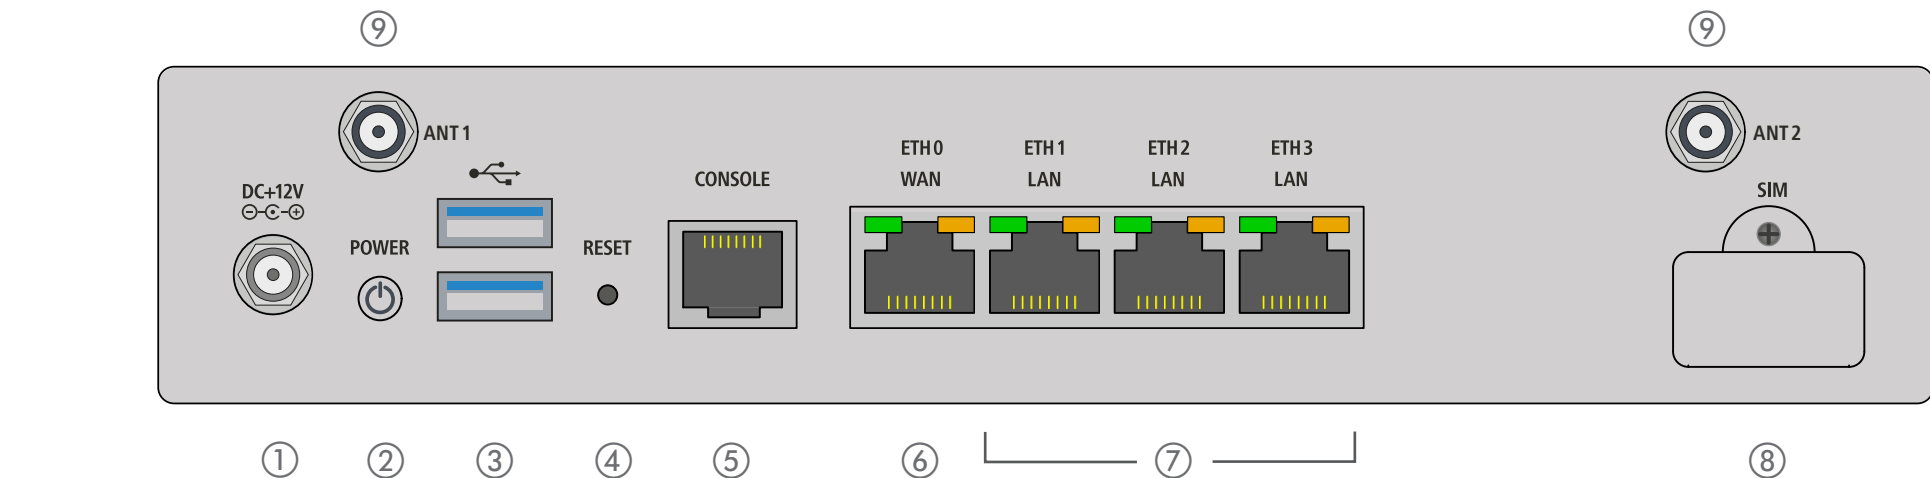 ⑨ ⑨
ANT 1
ANT 2
ETH 0 ETH 1 ETH 2 ETH 3
WAN LAN LAN LAN
CONSOLE
DC+12V
SIM
POWER
RESET
① ② ③ ④ ⑤ ⑥ ⑦ ⑧